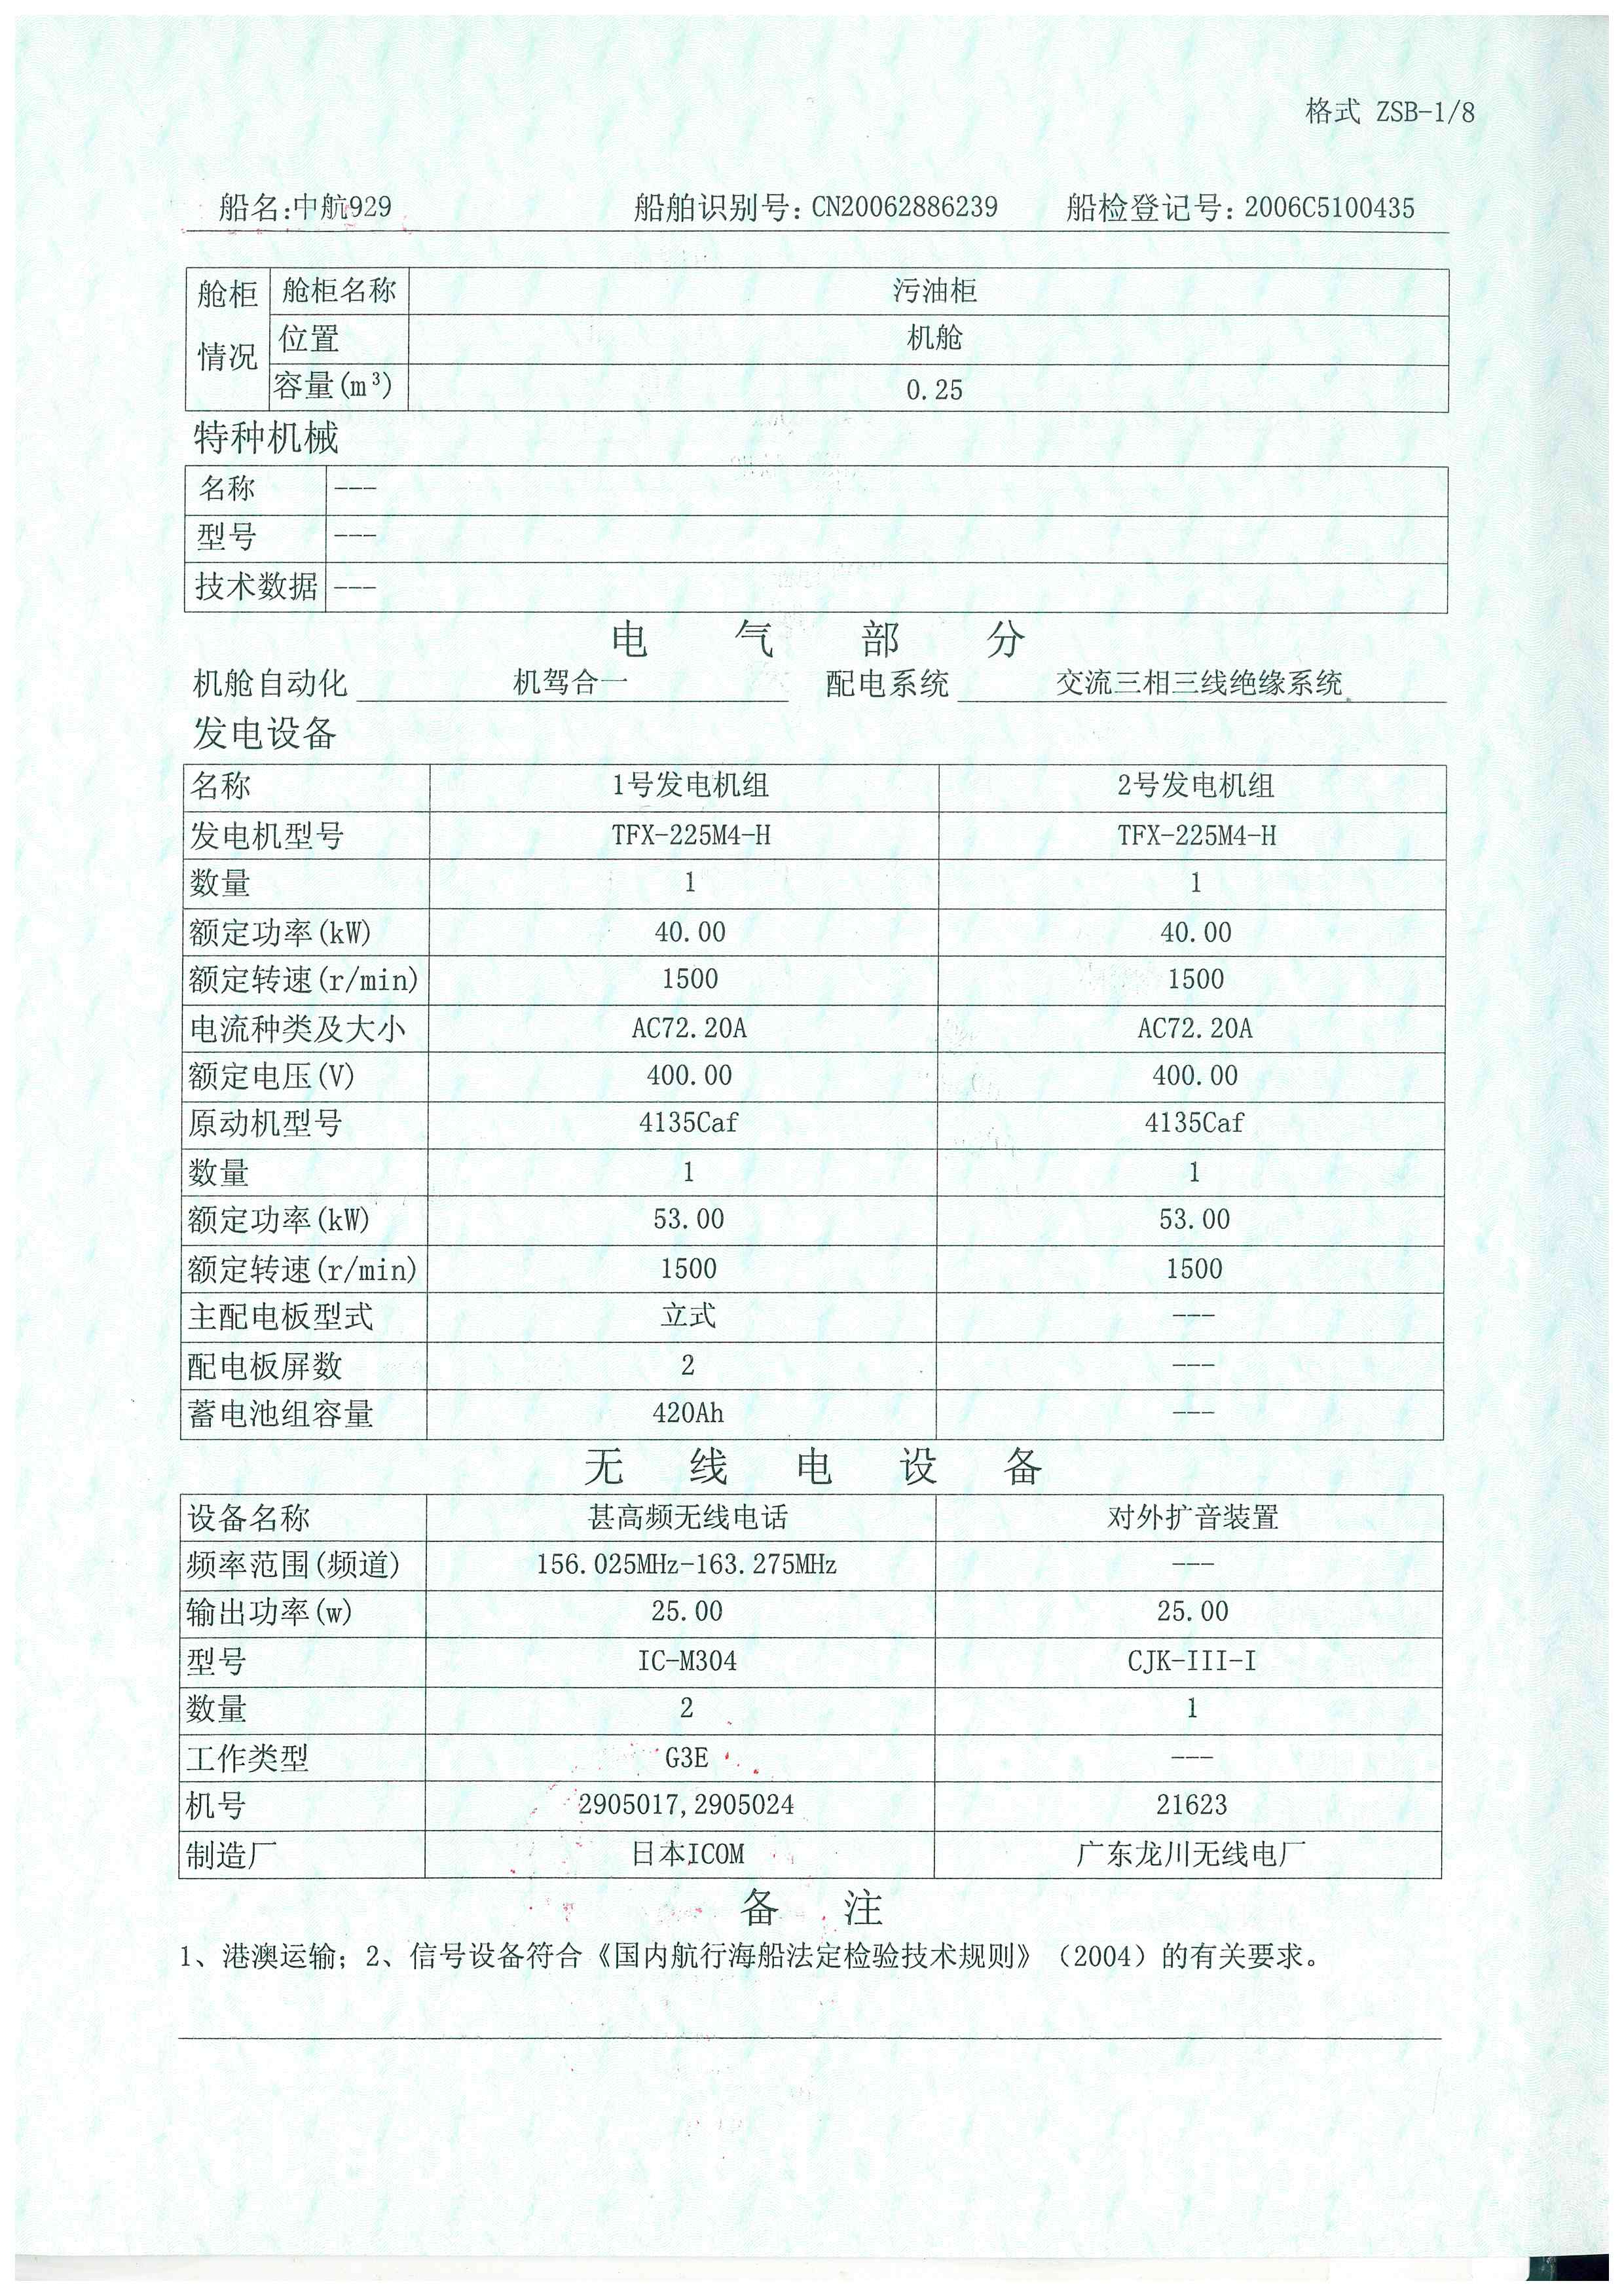 格式 ZSB-1/8
船名:中航929 船舶识别号:CN20062886239 船检登记号:2006C5100435
舱柜情况 舱柜名称 污油柜
位置 机舱
容量(m³) 0.25
特种机械
名称 ---
型号 ---
技术数据 ---
电气部分
机舱自动化 机驾合一 配电系统 交流三相三线绝缘系统
发电设备
名称 1号发电机组 2号发电机组
发电机型号 TFX-225M4-H TFX-225M4-H
数量 1 1
额定功率(kW) 40.00 40.00
额定转速(r/min) 1500 1500
电流种类及大小 AC72.20A AC72.20A
额定电压(V) 400.00 400.00
原动机型号 4135Caf 4135Caf
数量 1 1
额定功率(kW) 53.00 53.00
额定转速(r/min) 1500 1500
主配电板型式 立式 ---
配电板屏数 2 ---
蓄电池组容量 420Ah ---
无线电设备
设备名称 甚高频无线电话 对外扩音装置
频率范围(频道) 156.025MHz-163.275MHz ---
输出功率(w) 25.00 25.00
型号 IC-M304 CJK-III-I
数量 2 1
工作类型 G3E ---
机号 2905017,2905024 21623
制造厂 日本ICOM 广东龙川无线电厂
备注
1、港澳运输；2、信号设备符合《国内航行海船法定检验技术规则》（2004）的有关要求。